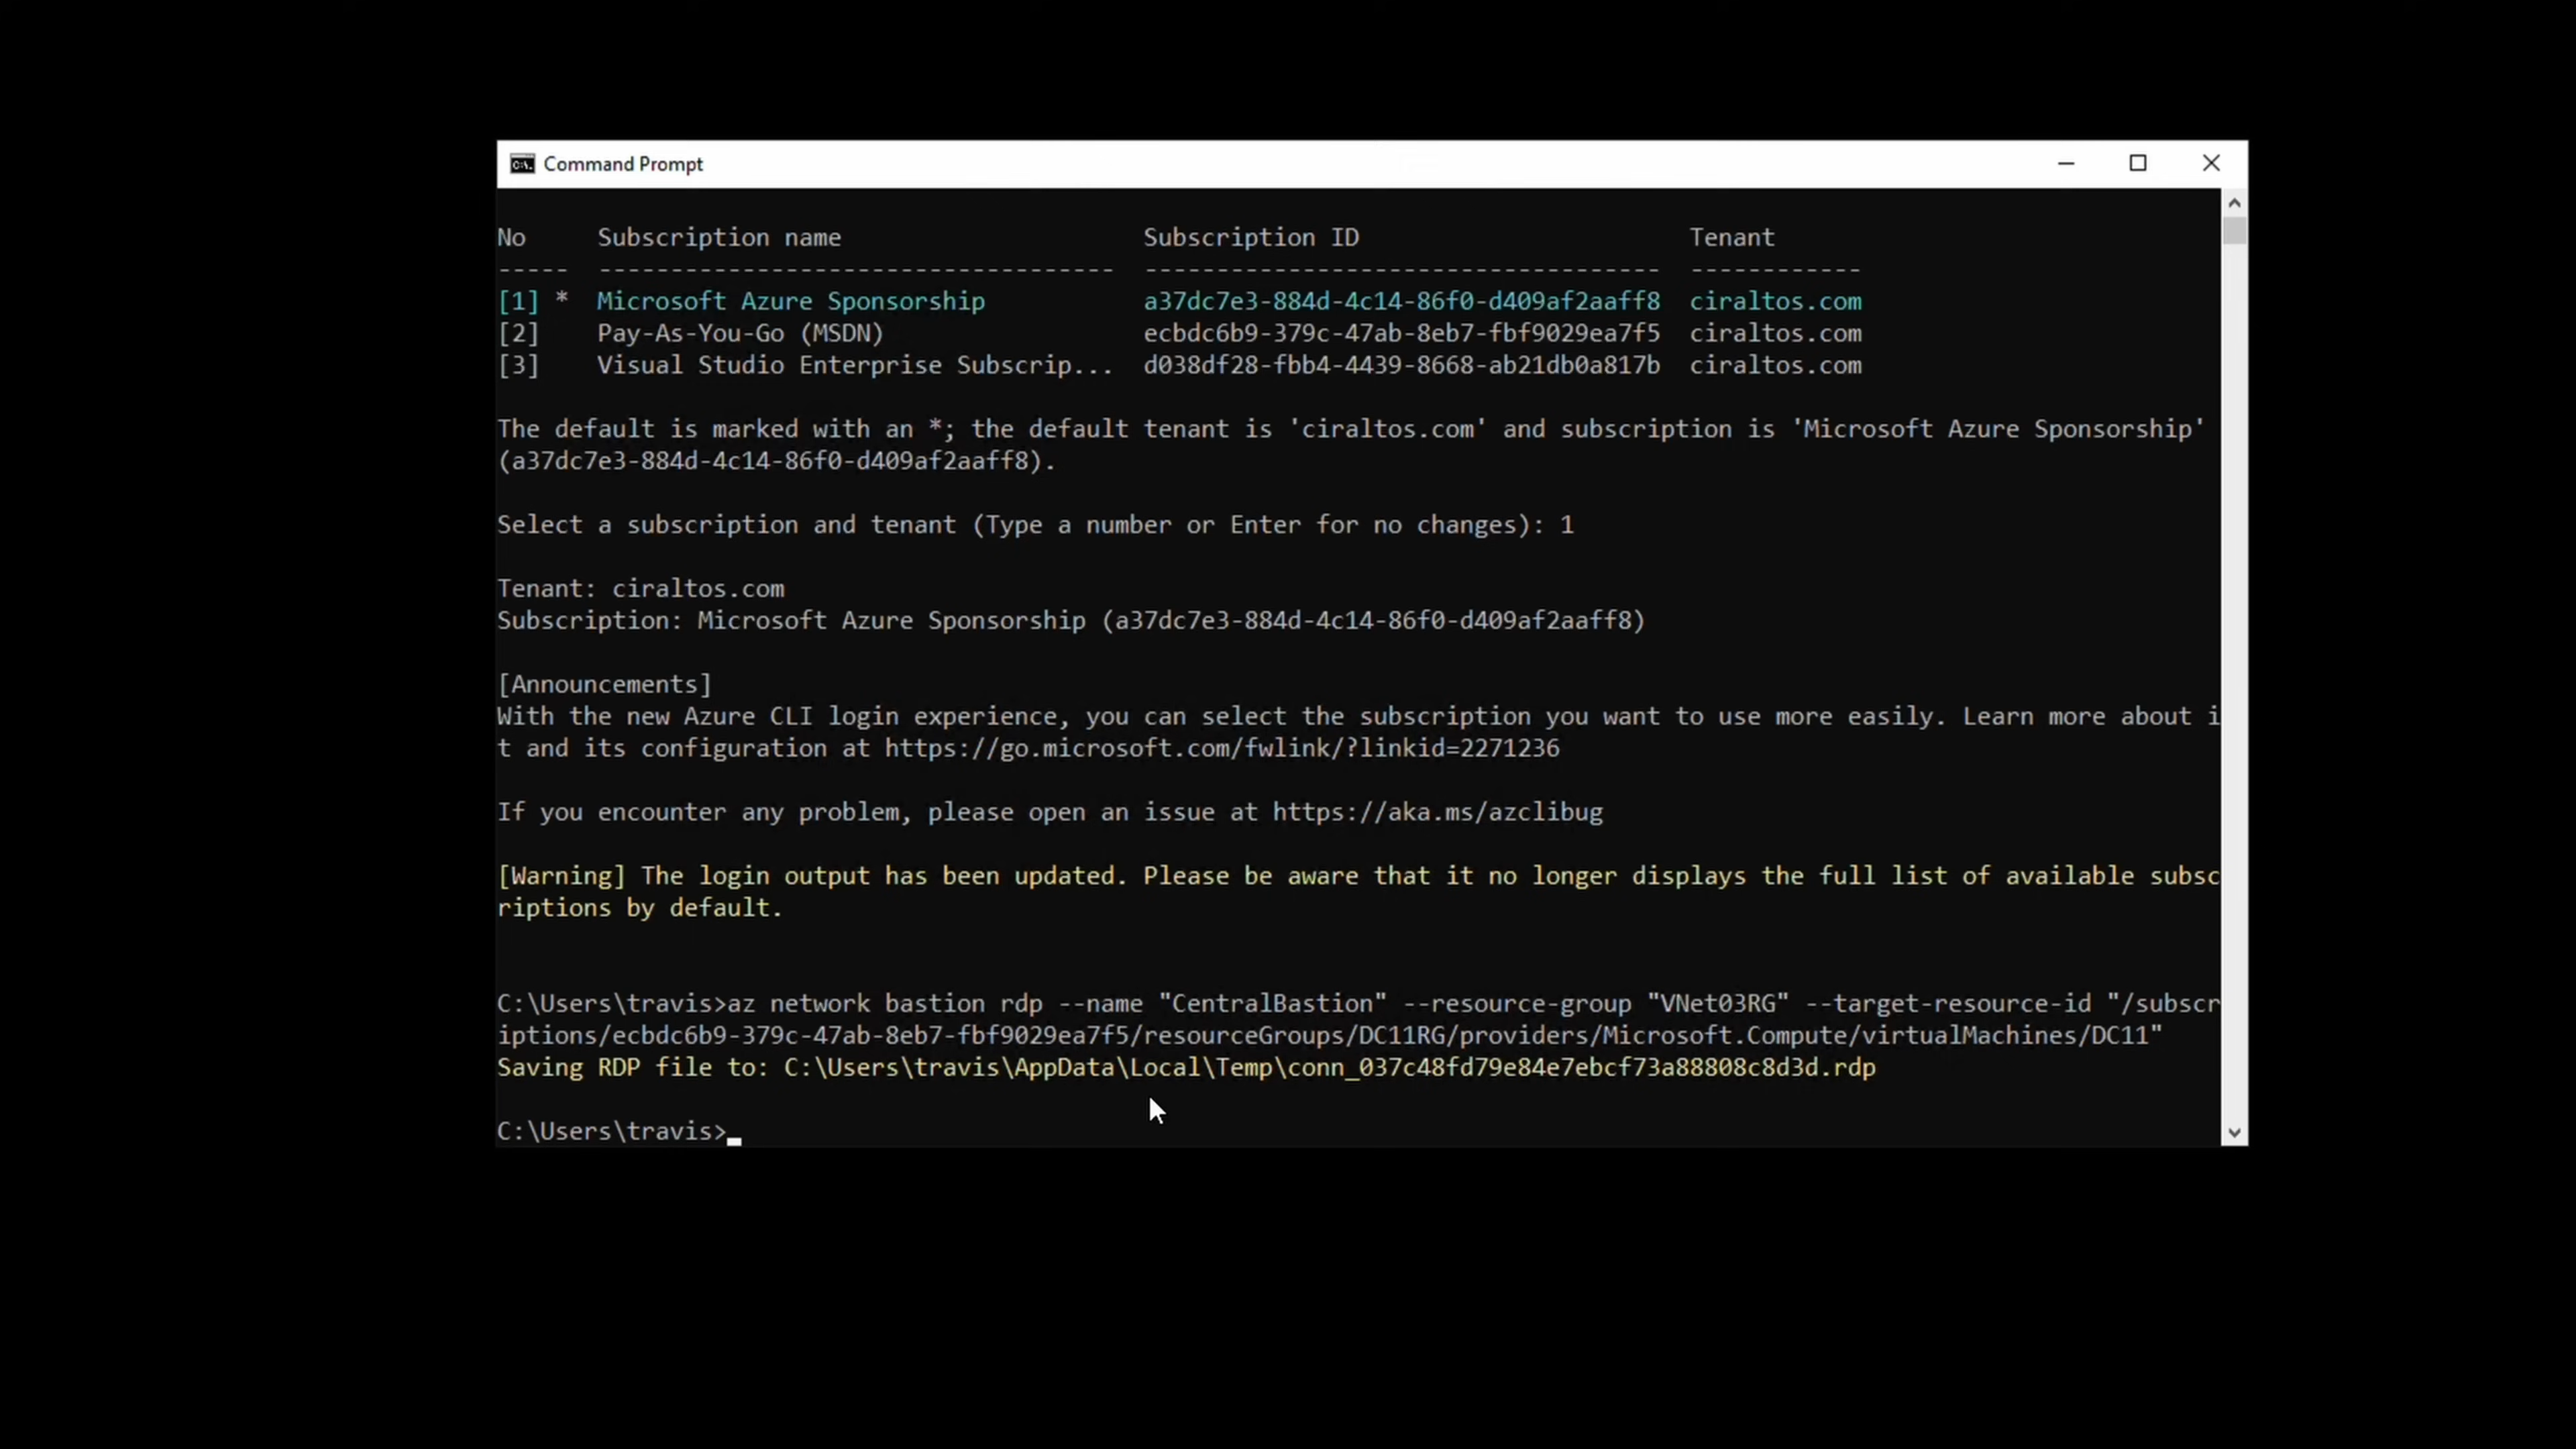 Command Prompt
No Subscription name Subscription ID Tenant
----- ------------------------------------ ------------------------------------ ------------
[1] * Microsoft Azure Sponsorship a37dc7e3-884d-4c14-86f0-d409af2aaff8 ciraltos.com
[2] Pay-As-You-Go (MSDN) ecbdc6b9-379c-47ab-8eb7-fbf9029ea7f5 ciraltos.com
[3] Visual Studio Enterprise Subscrip... d038df28-fbb4-4439-8668-ab21db0a817b ciraltos.com
The default is marked with an *; the default tenant is 'ciraltos.com' and subscription is 'Microsoft Azure Sponsorship'
(a37dc7e3-884d-4c14-86f0-d409af2aaff8).
Select a subscription and tenant (Type a number or Enter for no changes): 1
Tenant: ciraltos.com
Subscription: Microsoft Azure Sponsorship (a37dc7e3-884d-4c14-86f0-d409af2aaff8)
[Announcements]
With the new Azure CLI login experience, you can select the subscription you want to use more easily. Learn more about i
t and its configuration at https://go.microsoft.com/fwlink/?linkid=2271236
If you encounter any problem, please open an issue at https://aka.ms/azclibug
[Warning] The login output has been updated. Please be aware that it no longer displays the full list of available subsc
riptions by default.
C:\Users\travis>az network bastion rdp --name "CentralBastion" --resource-group "VNet03RG" --target-resource-id "/subscr
iptions/ecbdc6b9-379c-47ab-8eb7-fbf9029ea7f5/resourceGroups/DC11RG/providers/Microsoft.Compute/virtualMachines/DC11"
Saving RDP file to: C:\Users\travis\AppData\Local\Temp\conn_037c48fd79e84e7ebcf73a88808c8d3d.rdp
C:\Users\travis>